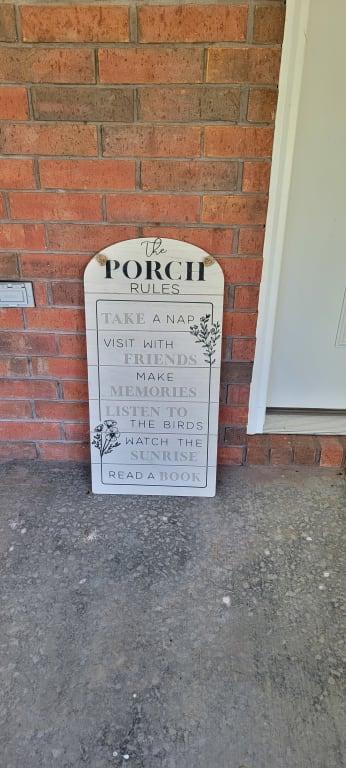 The
PORCH
RULES
TAKE A NAP
VISIT WITH
FRIENDS
MAKE
MEMORIES
LISTEN TO
THE BIRDS
WATCH THE
SUNRISE
READ A BOOK